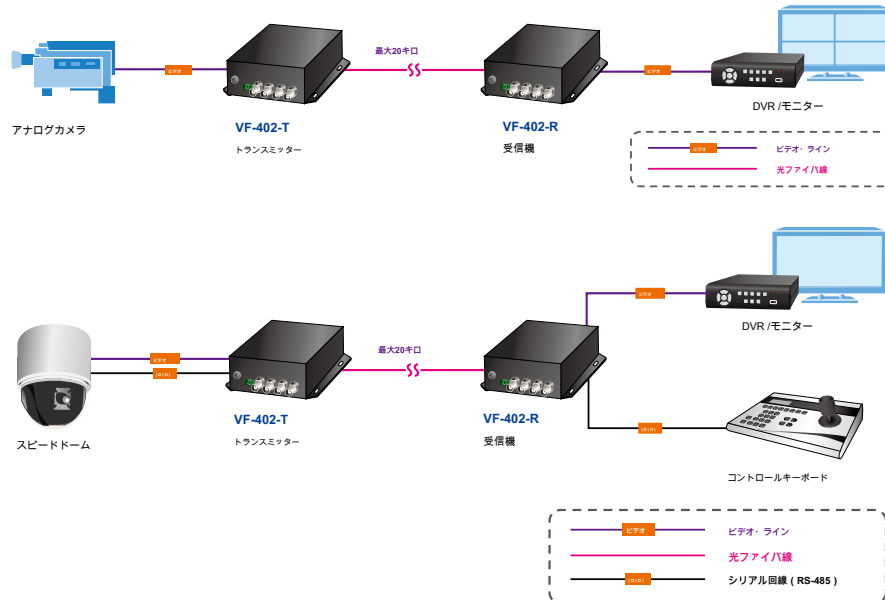 最大20キロ
ビデオ
ビデオ
アナログカメラ
VF-402-T
トランスミッター
VF-402-R
受信機
DVR /モニター
ビデオ
ビデオ・ライン
光ファイバ線
ビデオ
DVR /モニター
最大20キロ
ビデオ
|O|O|
スピードドーム
VF-402-T
トランスミッター
VF-402-R
受信機
|O|O|
コントロールキーボード
ビデオ
ビデオ・ライン
光ファイバ線
|O|O|
シリアル回線 ( RS-485 )